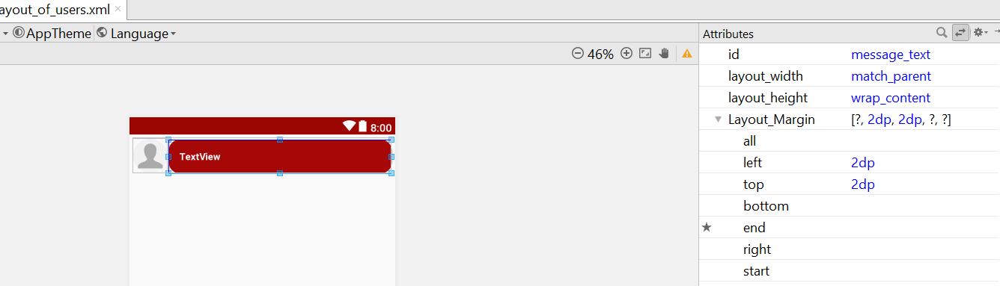 ayout_of_users.xml ×
AppTheme Language
Attributes
46%
id message_text
layout_width match_parent
layout_height wrap_content
Layout_Margin [?, 2dp, 2dp, ?, ?]
8:00
all
TextView
left 2dp
top 2dp
bottom
end
right
start